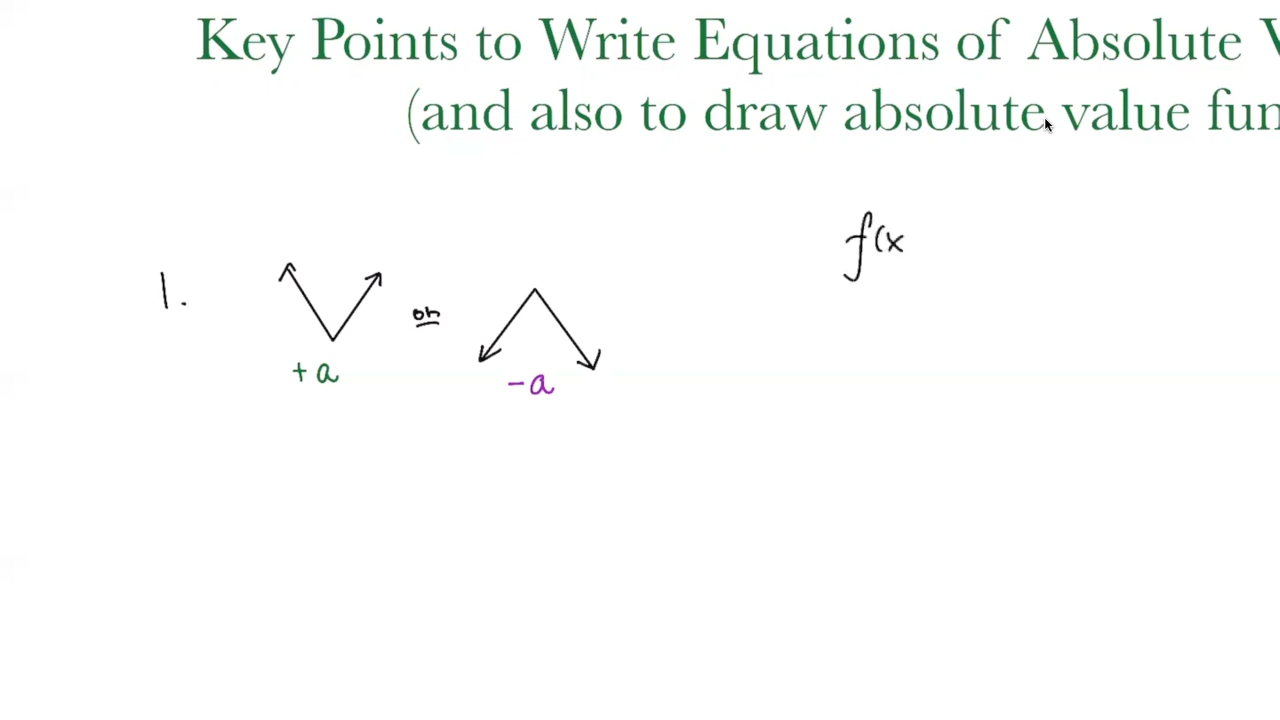 Key Points to Write Equations of Absolute V
(and also to draw absolute value fun
f(x
1.
or
+a
-a